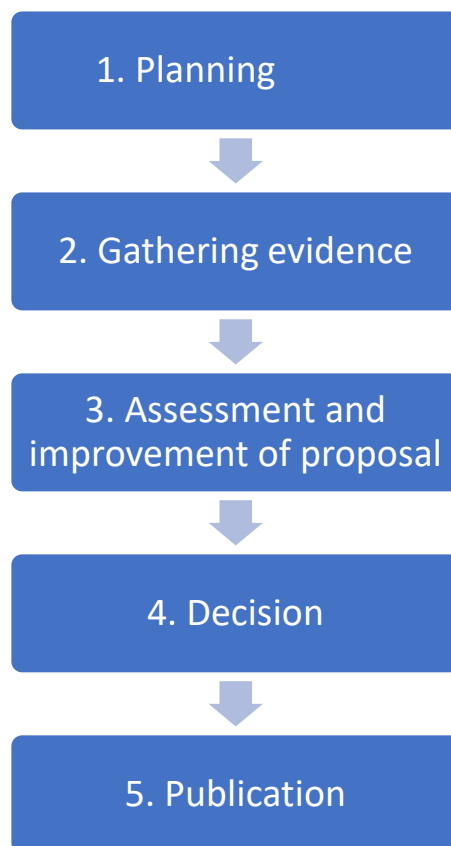 1. Planning
2. Gathering evidence
3. Assessment and
improvement of proposal
4. Decision
5. Publication